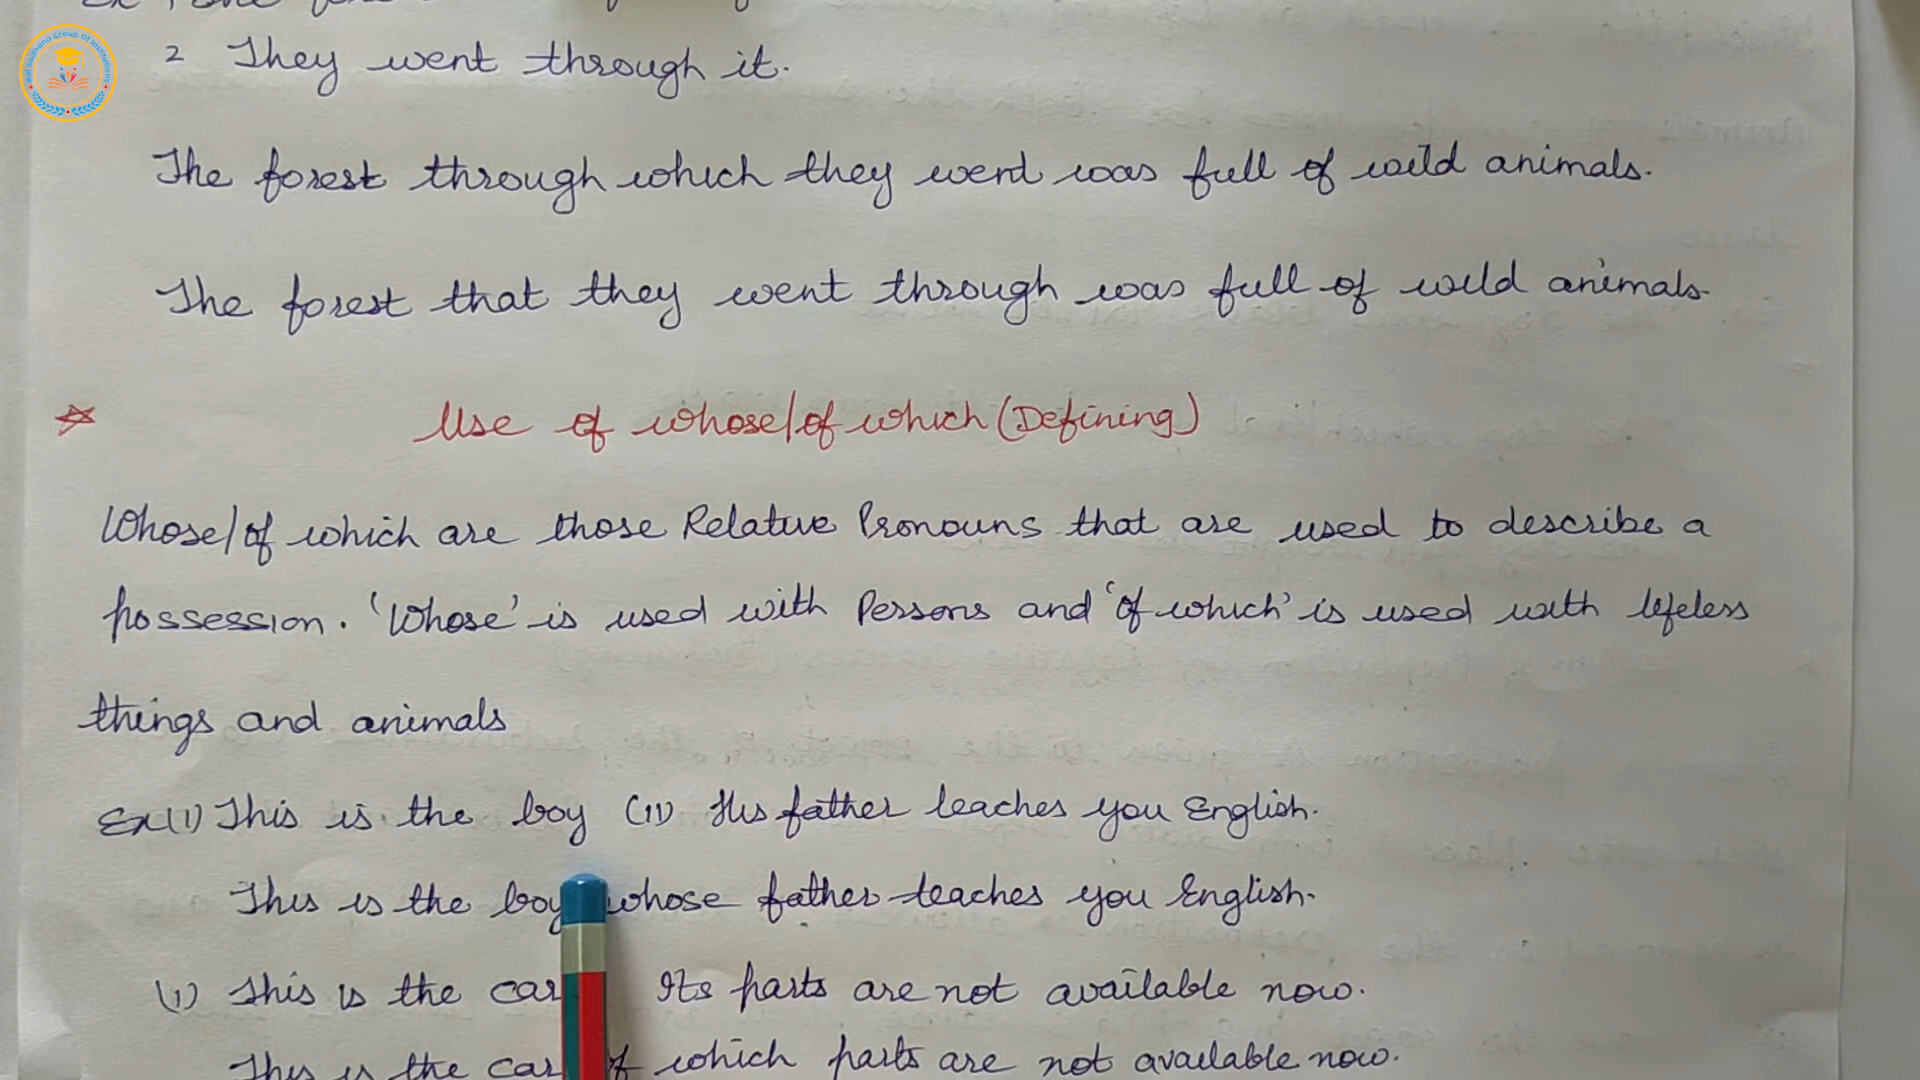 2 They went through it.
The forest through which they went was full of wild animals.
The forest that they went through was full of wild animals.
Use of whose/of which (Defining)
Whose/of which are those Relative Pronouns that are used to describe a
possession. 'Whose' is used with Persons and 'of which' is used with lifeless
things and animals
Ex (i) This is the boy (ii) His father teaches you English.
This is the boy whose father teaches you English.
(i) This is the car Its parts are not available now.
This is the car of which parts are not available now.